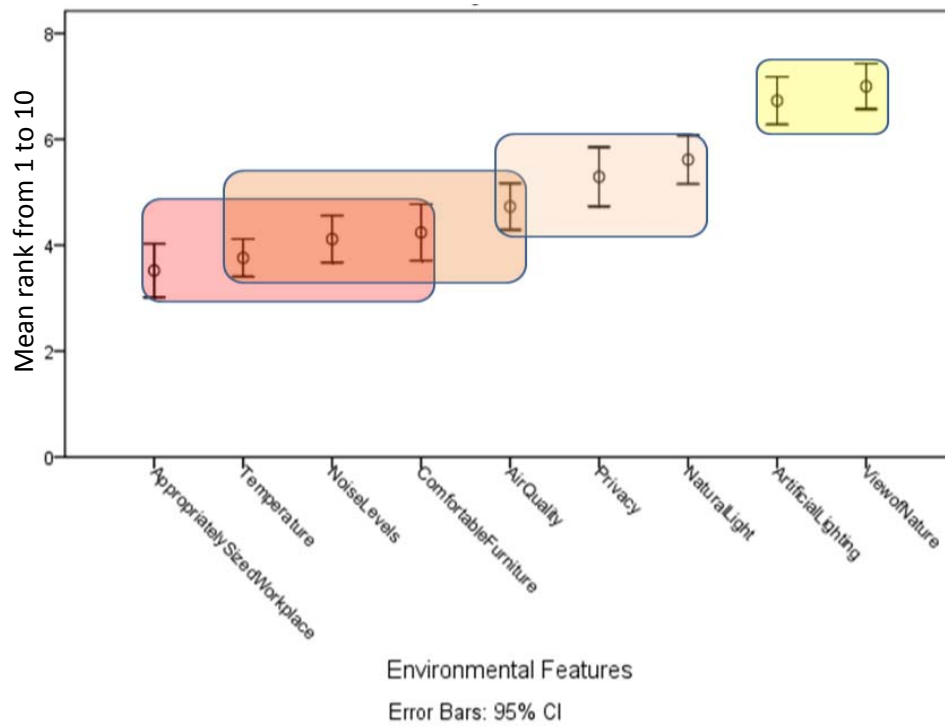 Mean rank from 1 to 10
8
6
4
2
0
AppropriatelySizedWorkplace
Temperature
NoiseLevels
ComfortableFurniture
AirQuality
Privacy
NaturalLight
ArtificialLighting
ViewofNature
Environmental Features
Error Bars: 95% CI